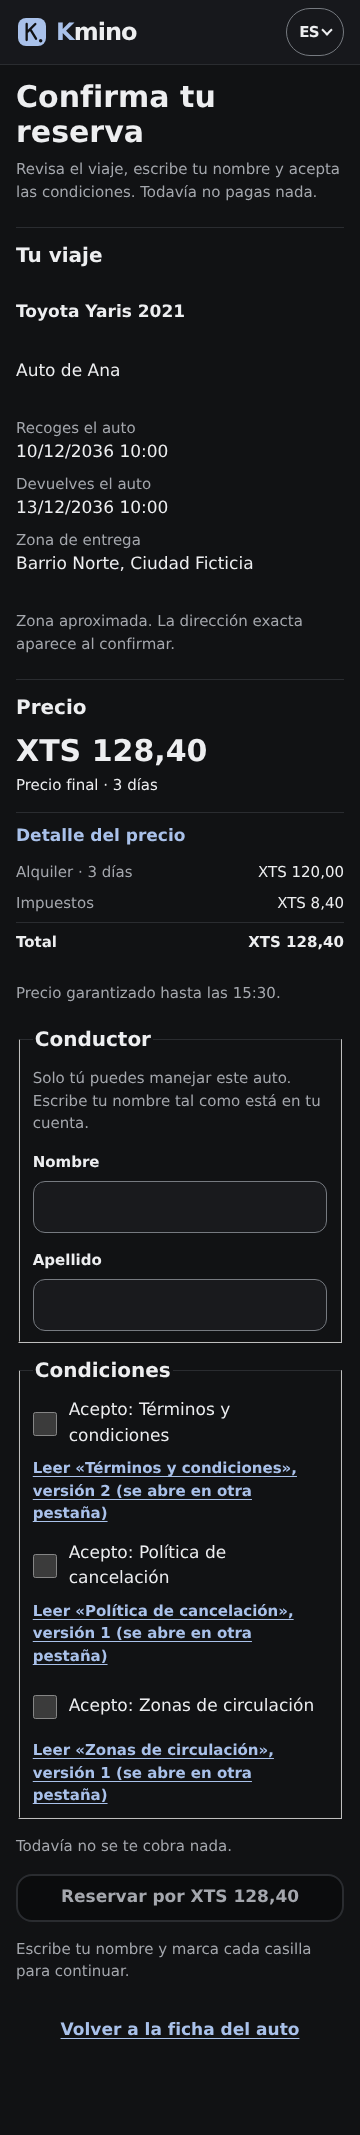 K Kmino
ES
Confirma tu
reserva
Revisa el viaje, escribe tu nombre y acepta
las condiciones. Todavía no pagas nada.
Tu viaje
Toyota Yaris 2021
Auto de Ana
Recoges el auto
10/12/2036 10:00
Devuelves el auto
13/12/2036 10:00
Zona de entrega
Barrio Norte, Ciudad Ficticia
Zona aproximada. La dirección exacta
aparece al confirmar.
Precio
XTS 128,40
Precio final · 3 días
Detalle del precio
Alquiler · 3 días XTS 120,00
Impuestos XTS 8,40
Total XTS 128,40
Precio garantizado hasta las 15:30.
Conductor
Solo tú puedes manejar este auto.
Escribe tu nombre tal como está en tu
cuenta.
Nombre
Apellido
Condiciones
Acepto: Términos y
condiciones
Leer «Términos y condiciones»,
versión 2 (se abre en otra
pestaña)
Acepto: Política de
cancelación
Leer «Política de cancelación»,
versión 1 (se abre en otra
pestaña)
Acepto: Zonas de circulación
Leer «Zonas de circulación»,
versión 1 (se abre en otra
pestaña)
Todavía no se te cobra nada.
Reservar por XTS 128,40
Escribe tu nombre y marca cada casilla
para continuar.
Volver a la ficha del auto